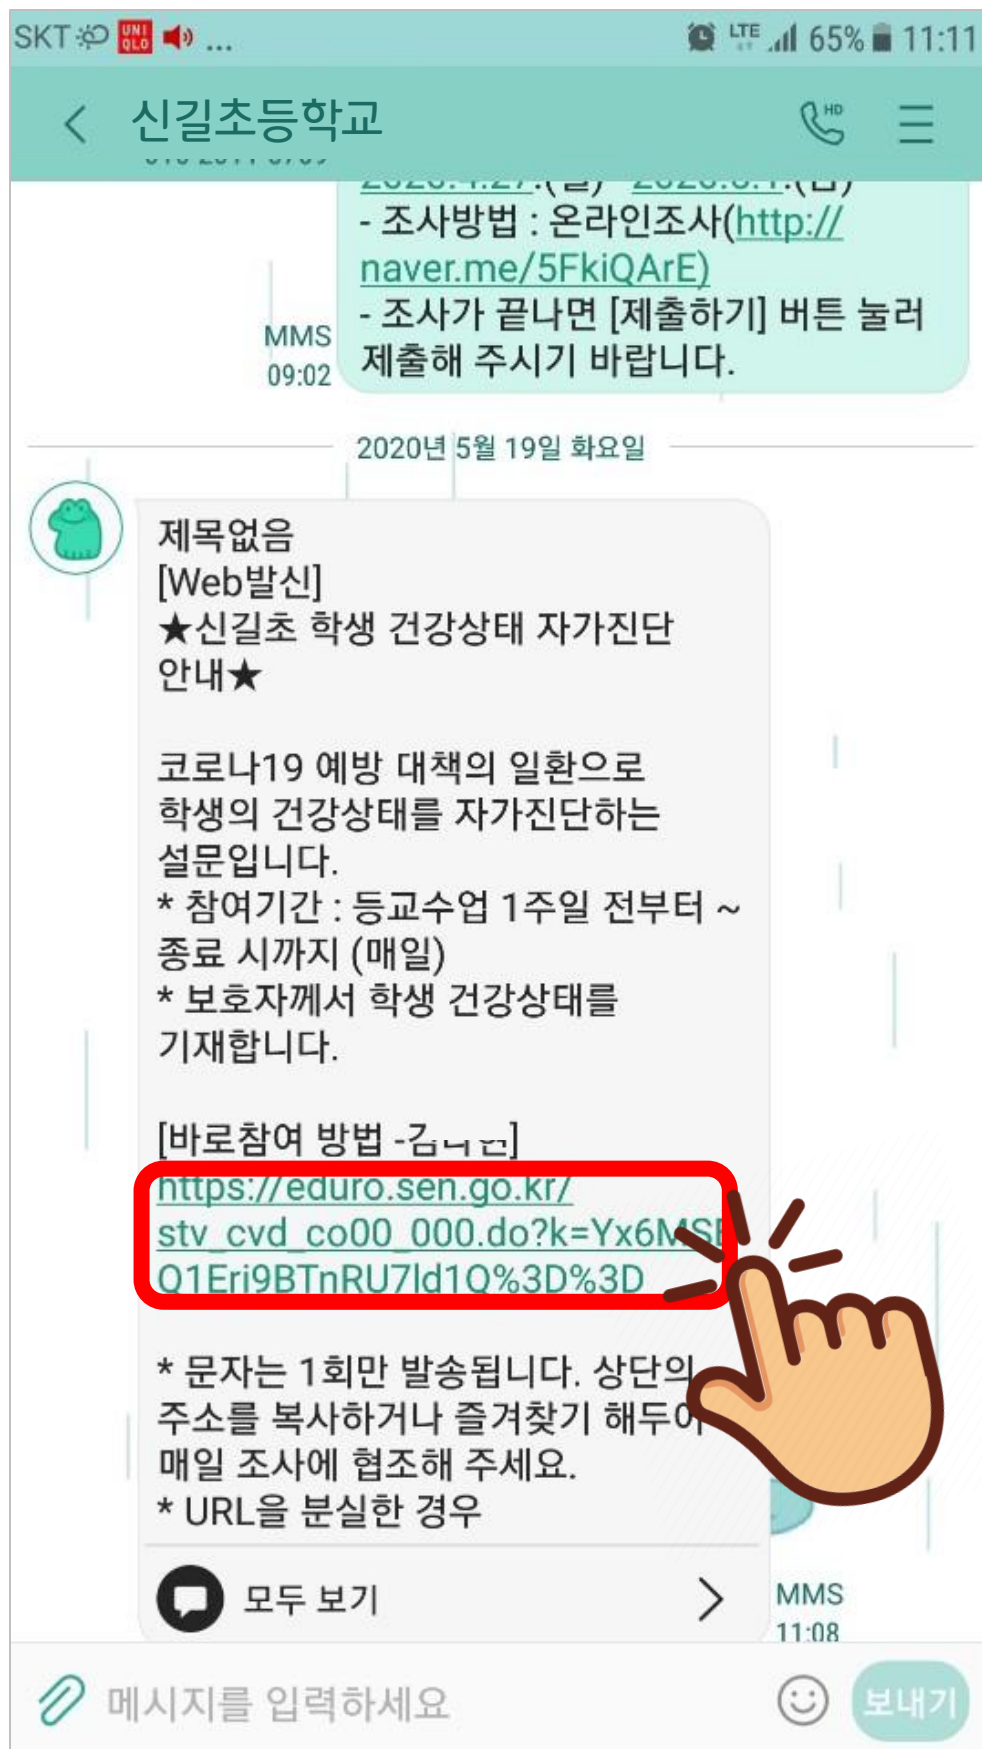 SKT UNI QLO ... LTE 65% 11:11
신길초등학교 HD
- 조사방법 : 온라인조사(http://
naver.me/5FkiQArE)
- 조사가 끝나면 [제출하기] 버튼 눌러
제출해 주시기 바랍니다.
MMS
09:02
2020년 5월 19일 화요일
제목없음
[Web발신]
★신길초 학생 건강상태 자가진단
안내★
코로나19 예방 대책의 일환으로
학생의 건강상태를 자가진단하는
설문입니다.
* 참여기간 : 등교수업 1주일 전부터 ~
종료 시까지 (매일)
* 보호자께서 학생 건강상태를
기재합니다.
[바로참여 방법 -김
https://eduro.sen.go.kr/
stv_cvd_co00_000.do?k=Yx6MSE
Q1Eri9BTnRU7ld1Q%3D%3D
* 문자는 1회만 발송됩니다. 상단의
주소를 복사하거나 즐겨찾기 해두어
매일 조사에 협조해 주세요.
* URL을 분실한 경우
모두 보기
MMS
11:08
메시지를 입력하세요
보내기